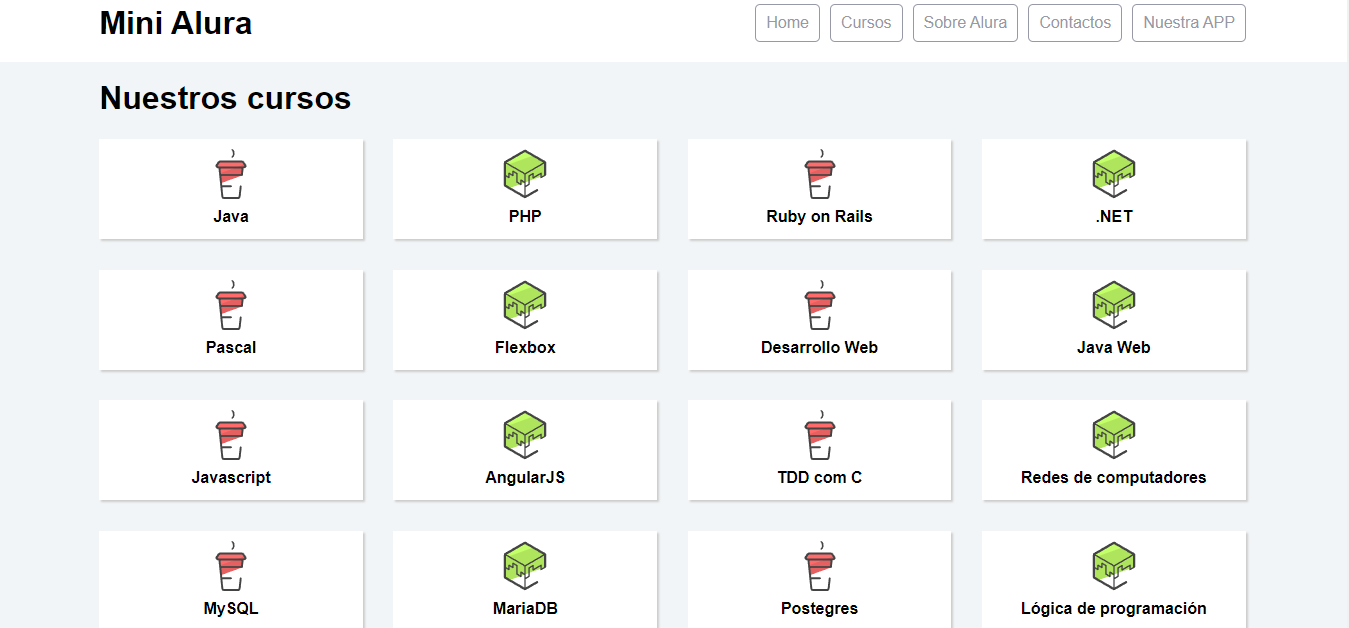 Mini Alura
Home Cursos Sobre Alura Contactos Nuestra APP
Nuestros cursos
Java PHP Ruby on Rails .NET
Pascal Flexbox Desarrollo Web Java Web
Javascript AngularJS TDD com C Redes de computadores
MySQL MariaDB Postegres Lógica de programación